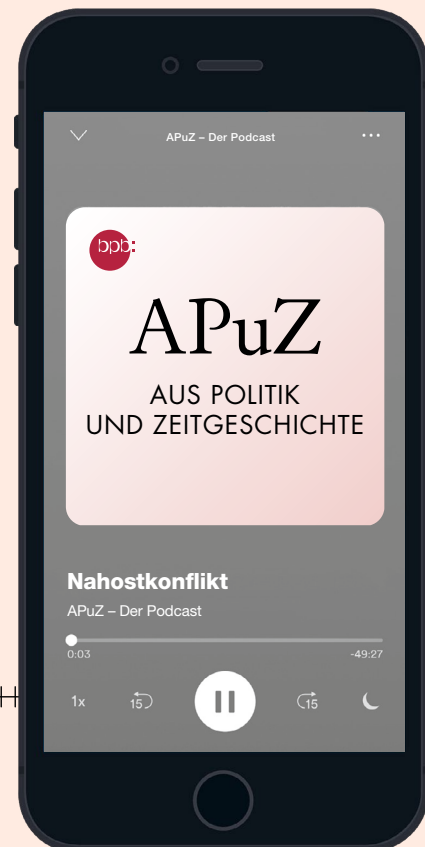 APuZ – Der Podcast
bpb:
APuZ
AUS POLITIK
UND ZEITGESCHICHTE
Nahostkonflikt
APuZ – Der Podcast
0:03 -49:27
1x 15 15
H